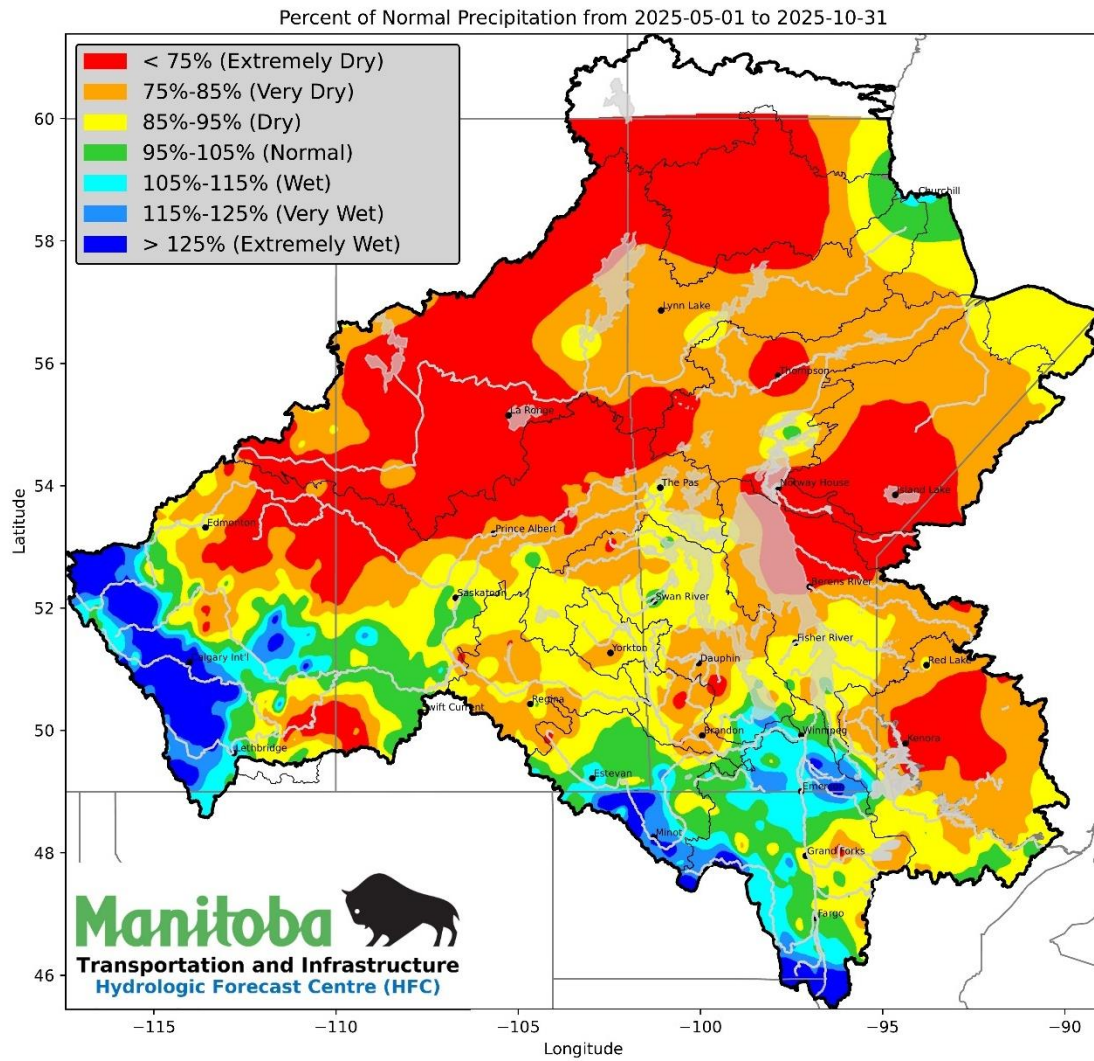 Percent of Normal Precipitation from 2025-05-01 to 2025-10-31
< 75% (Extremely Dry)
75%-85% (Very Dry)
85%-95% (Dry)
95%-105% (Normal)
105%-115% (Wet)
115%-125% (Very Wet)
> 125% (Extremely Wet)
60
58
56
54
52
50
48
46
Latitude
Churchill
Lynn Lake
Thompson
La Ronge
The Pas
Norway House
Island Lake
Edmonton
Prince Albert
Berens River
Saskatoon
Swan River
Fisher River
Calgary Int'l
Yorkton
Dauphin
Red Lake
Swift Current
Regina
Brandon
Winnipeg
Kenora
Lethbridge
Estevan
Minot
Grand Forks
Fargo
Manitoba
Transportation and Infrastructure
Hydrologic Forecast Centre (HFC)
−115
−110
−105
−100
−95
−90
Longitude